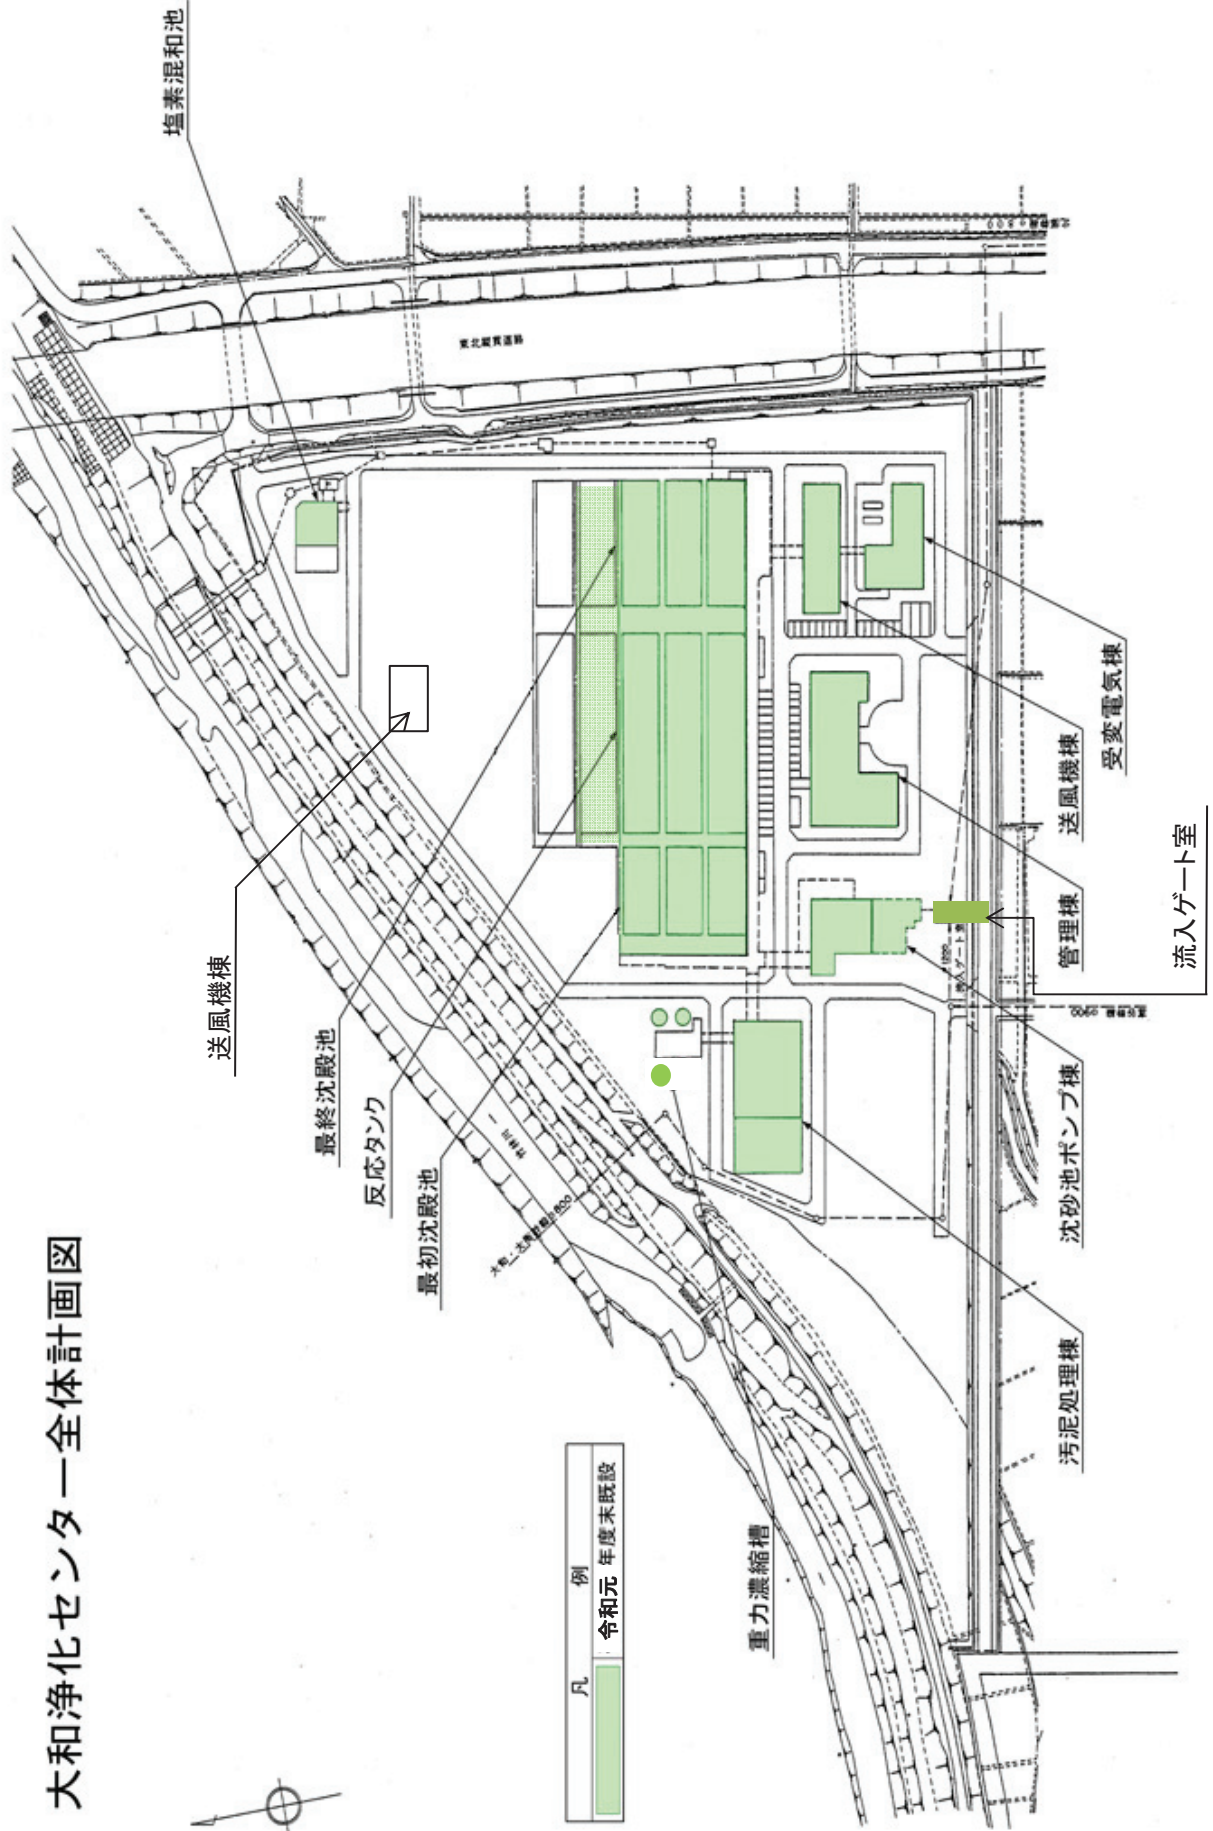 大和浄化センター全体計画図
塩素混和池
東北縦貫道路
送風機棟
最終沈殿池
反応タンク
最初沈殿池
竹林川
受変電気棟
送風機棟
管理棟
流入ゲート室
沈砂池ポンプ棟
汚泥処理棟
重力濃縮槽
凡 例
令和元 年度末既設